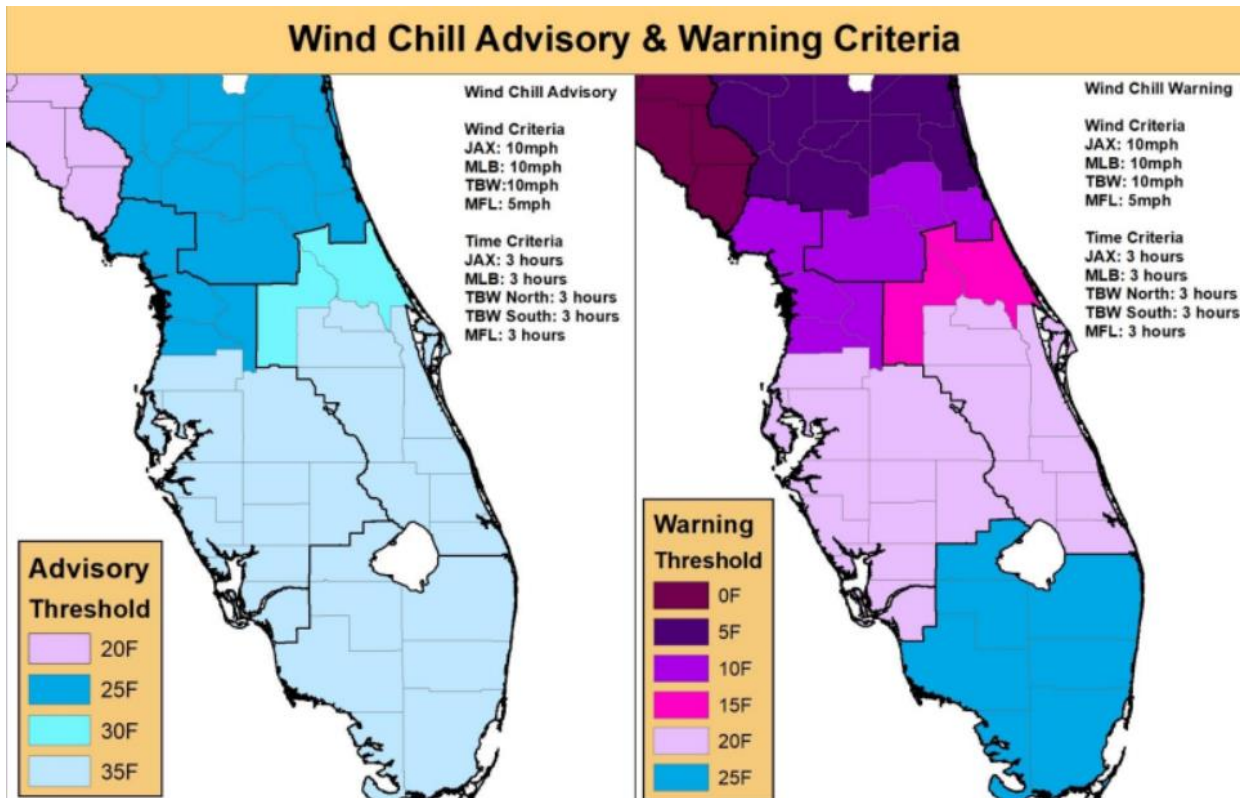 Wind Chill Advisory & Warning Criteria
Wind Chill Advisory
Wind Criteria
JAX: 10mph
MLB: 10mph
TBW:10mph
MFL: 5mph
Time Criteria
JAX: 3 hours
MLB: 3 hours
TBW North: 3 hours
TBW South: 3 hours
MFL: 3 hours
Advisory
Threshold
20F
25F
30F
35F
Wind Chill Warning
Wind Criteria
JAX: 10mph
MLB: 10mph
TBW: 10mph
MFL: 5mph
Time Criteria
JAX: 3 hours
MLB: 3 hours
TBW North: 3 hours
TBW South: 3 hours
MFL: 3 hours
Warning
Threshold
0F
5F
10F
15F
20F
25F